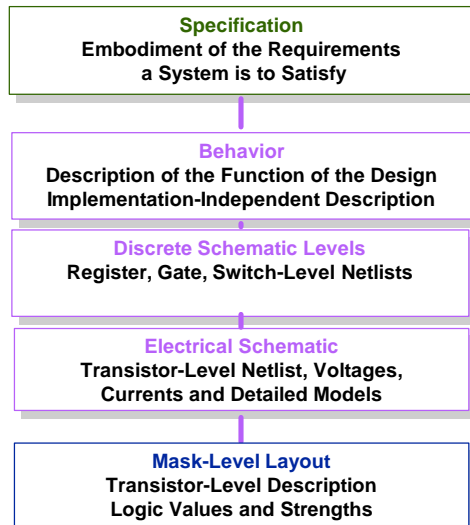 Specification
Embodiment of the Requirements
a System is to Satisfy
Behavior
Description of the Function of the Design
Implementation-Independent Description
Discrete Schematic Levels
Register, Gate, Switch-Level Netlists
Electrical Schematic
Transistor-Level Netlist, Voltages,
Currents and Detailed Models
Mask-Level Layout
Transistor-Level Description
Logic Values and Strengths